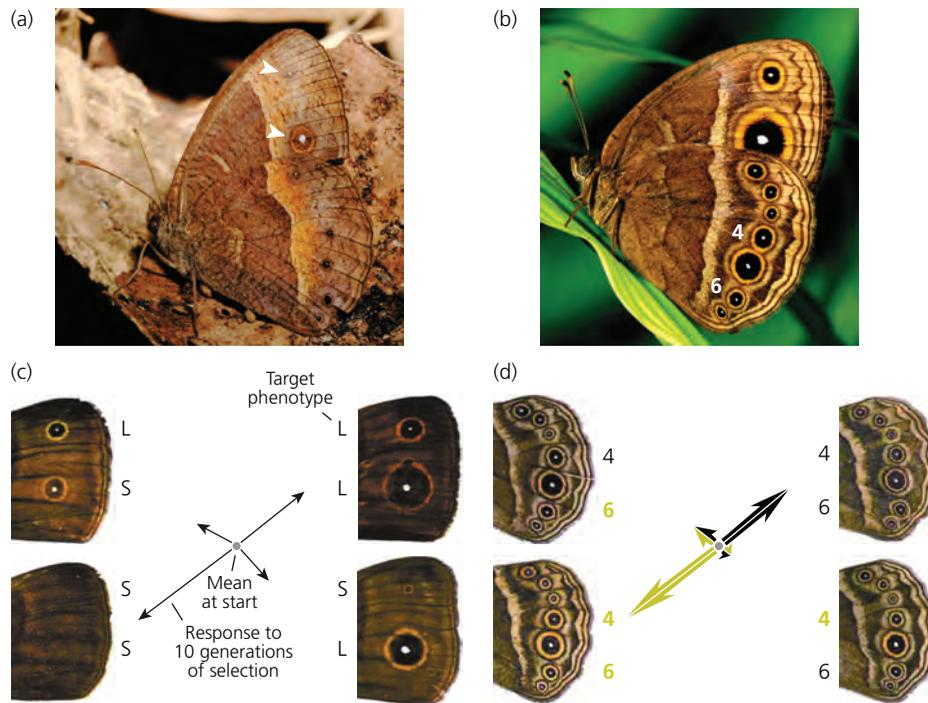 (a)
(b)
4
6
(c)
Target
phenotype
L
S
L
L
Mean
at start
Response to
10 generations
of selection
S
S
S
L
(d)
4
6
4
6
4
6
4
6